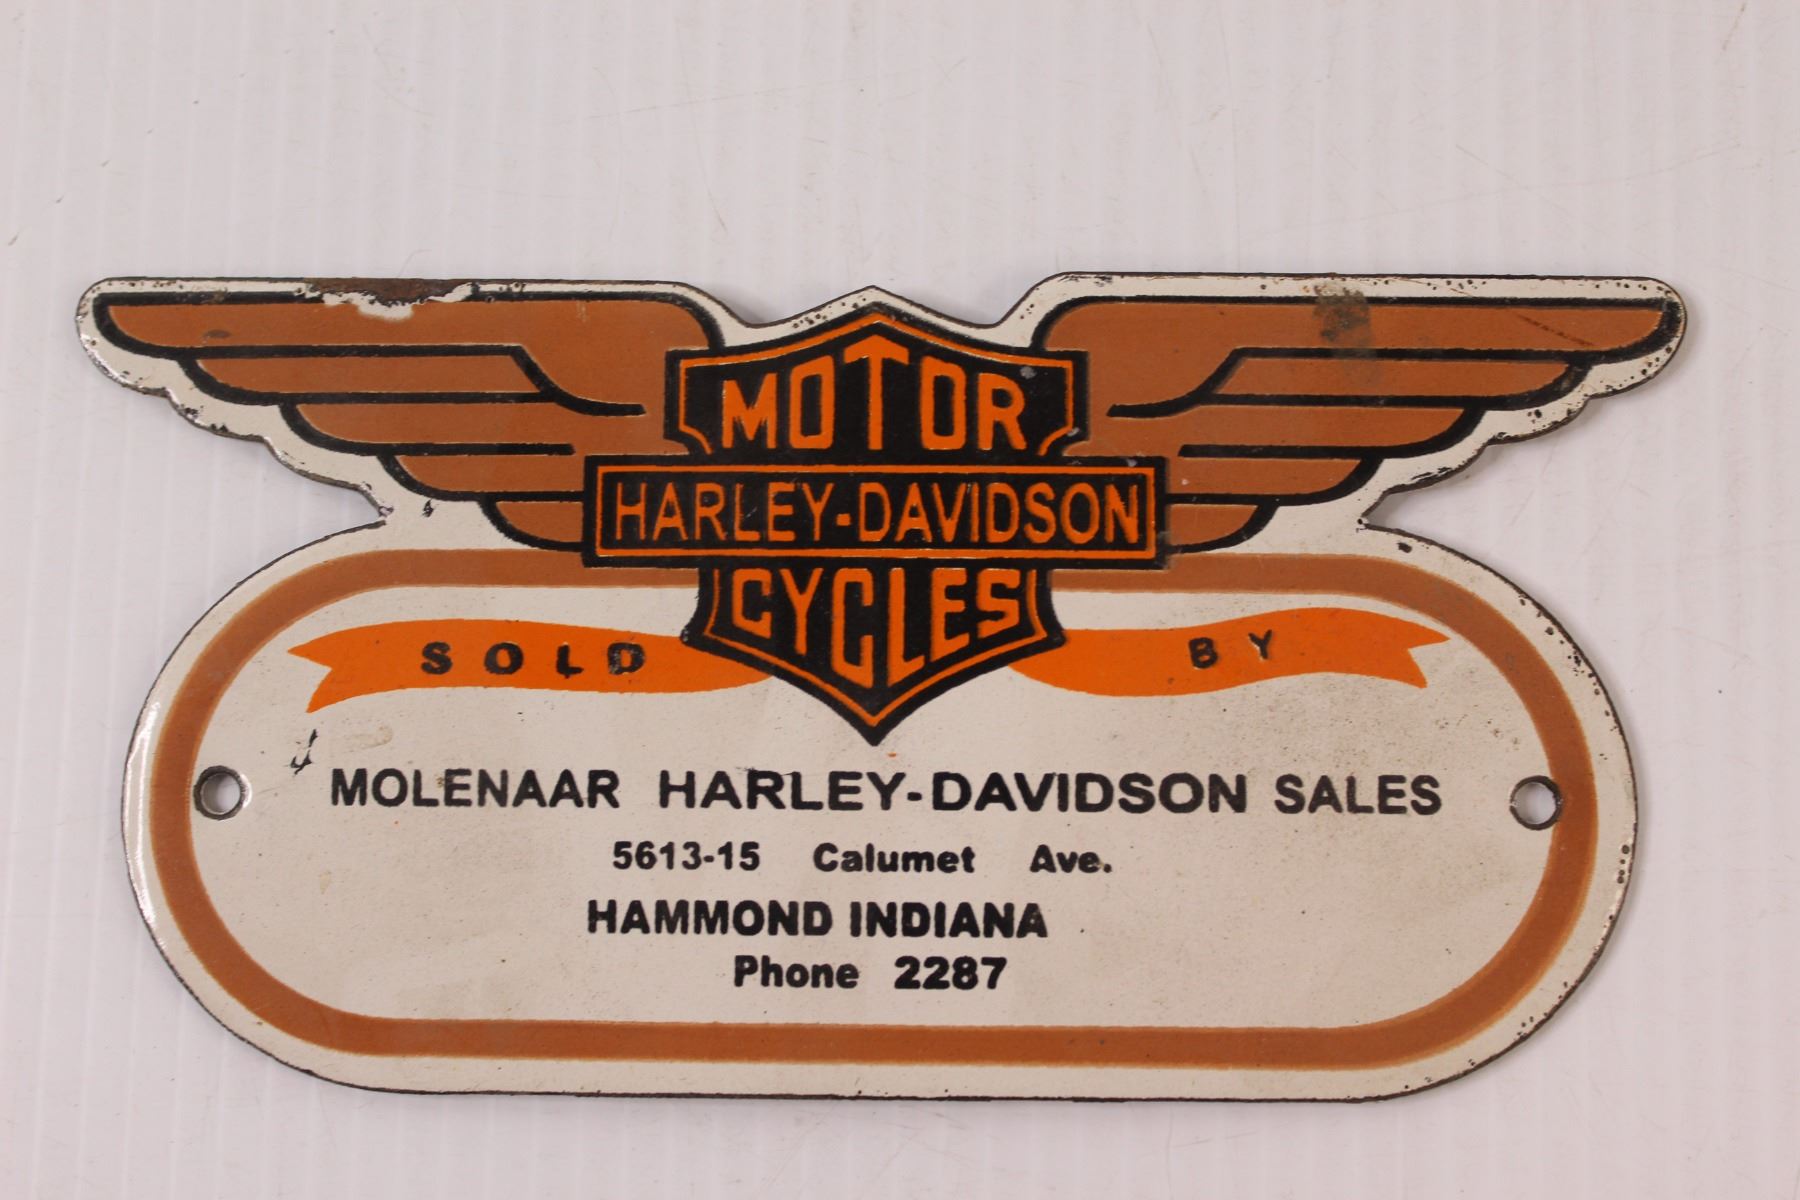 MOTOR
HARLEY-DAVIDSON
CYCLES
SOLD BY
MOLENAAR HARLEY-DAVIDSON SALES
5613-15 Calumet Ave.
HAMMOND INDIANA
Phone 2287